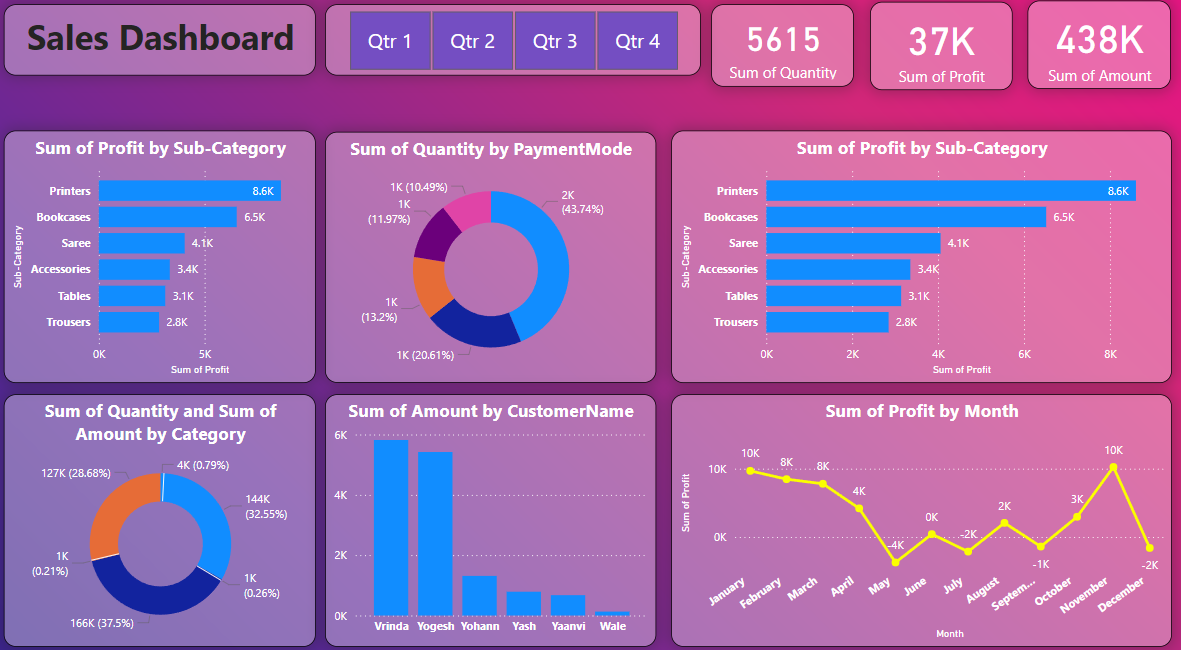 Sales Dashboard
Qtr 1
Qtr 2
Qtr 3
Qtr 4
5615
Sum of Quantity
37K
Sum of Profit
438K
Sum of Amount
Sum of Profit by Sub-Category
Sub-Category
Printers
8.6K
Bookcases
6.5K
Saree
4.1K
Accessories
3.4K
Tables
3.1K
Trousers
2.8K
0K
5K
Sum of Profit
Sum of Quantity by PaymentMode
1K (10.49%)
2K
(43.74%)
1K
(11.97%)
1K
(13.2%)
1K (20.61%)
Sum of Profit by Sub-Category
Sub-Category
Printers
8.6K
Bookcases
6.5K
Saree
4.1K
Accessories
3.4K
Tables
3.1K
Trousers
2.8K
0K
2K
4K
6K
8K
Sum of Profit
Sum of Quantity and Sum of
Amount by Category
4K (0.79%)
127K (28.68%)
144K
(32.55%)
1K
(0.21%)
1K
(0.26%)
166K (37.5%)
Sum of Amount by CustomerName
6K
4K
2K
0K
Vrinda
Yogesh
Yohann
Yash
Yaanvi
Wale
Sum of Profit by Month
Sum of Profit
10K
0K
10K
8K
8K
4K
-4K
0K
-2K
2K
-1K
3K
10K
-2K
January
February
March
April
May
June
July
August
Septem...
October
November
December
Month